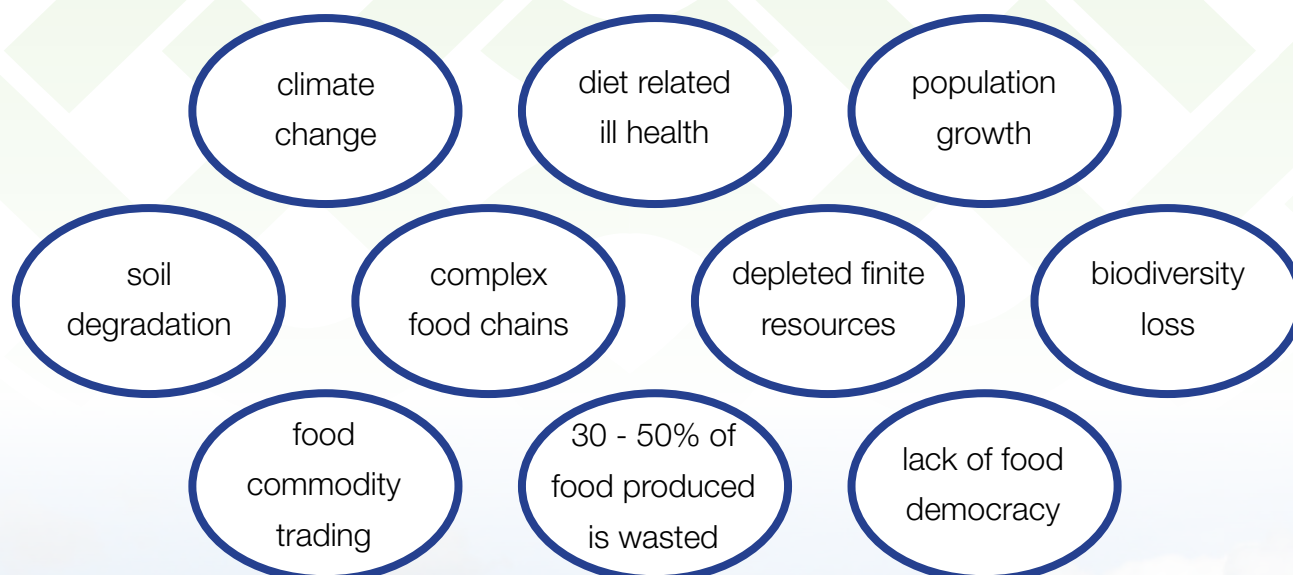 climate
change
diet related
ill health
population
growth
soil
degradation
complex
food chains
depleted finite
resources
biodiversity
loss
food
commodity
trading
30 - 50% of
food produced
is wasted
lack of food
democracy